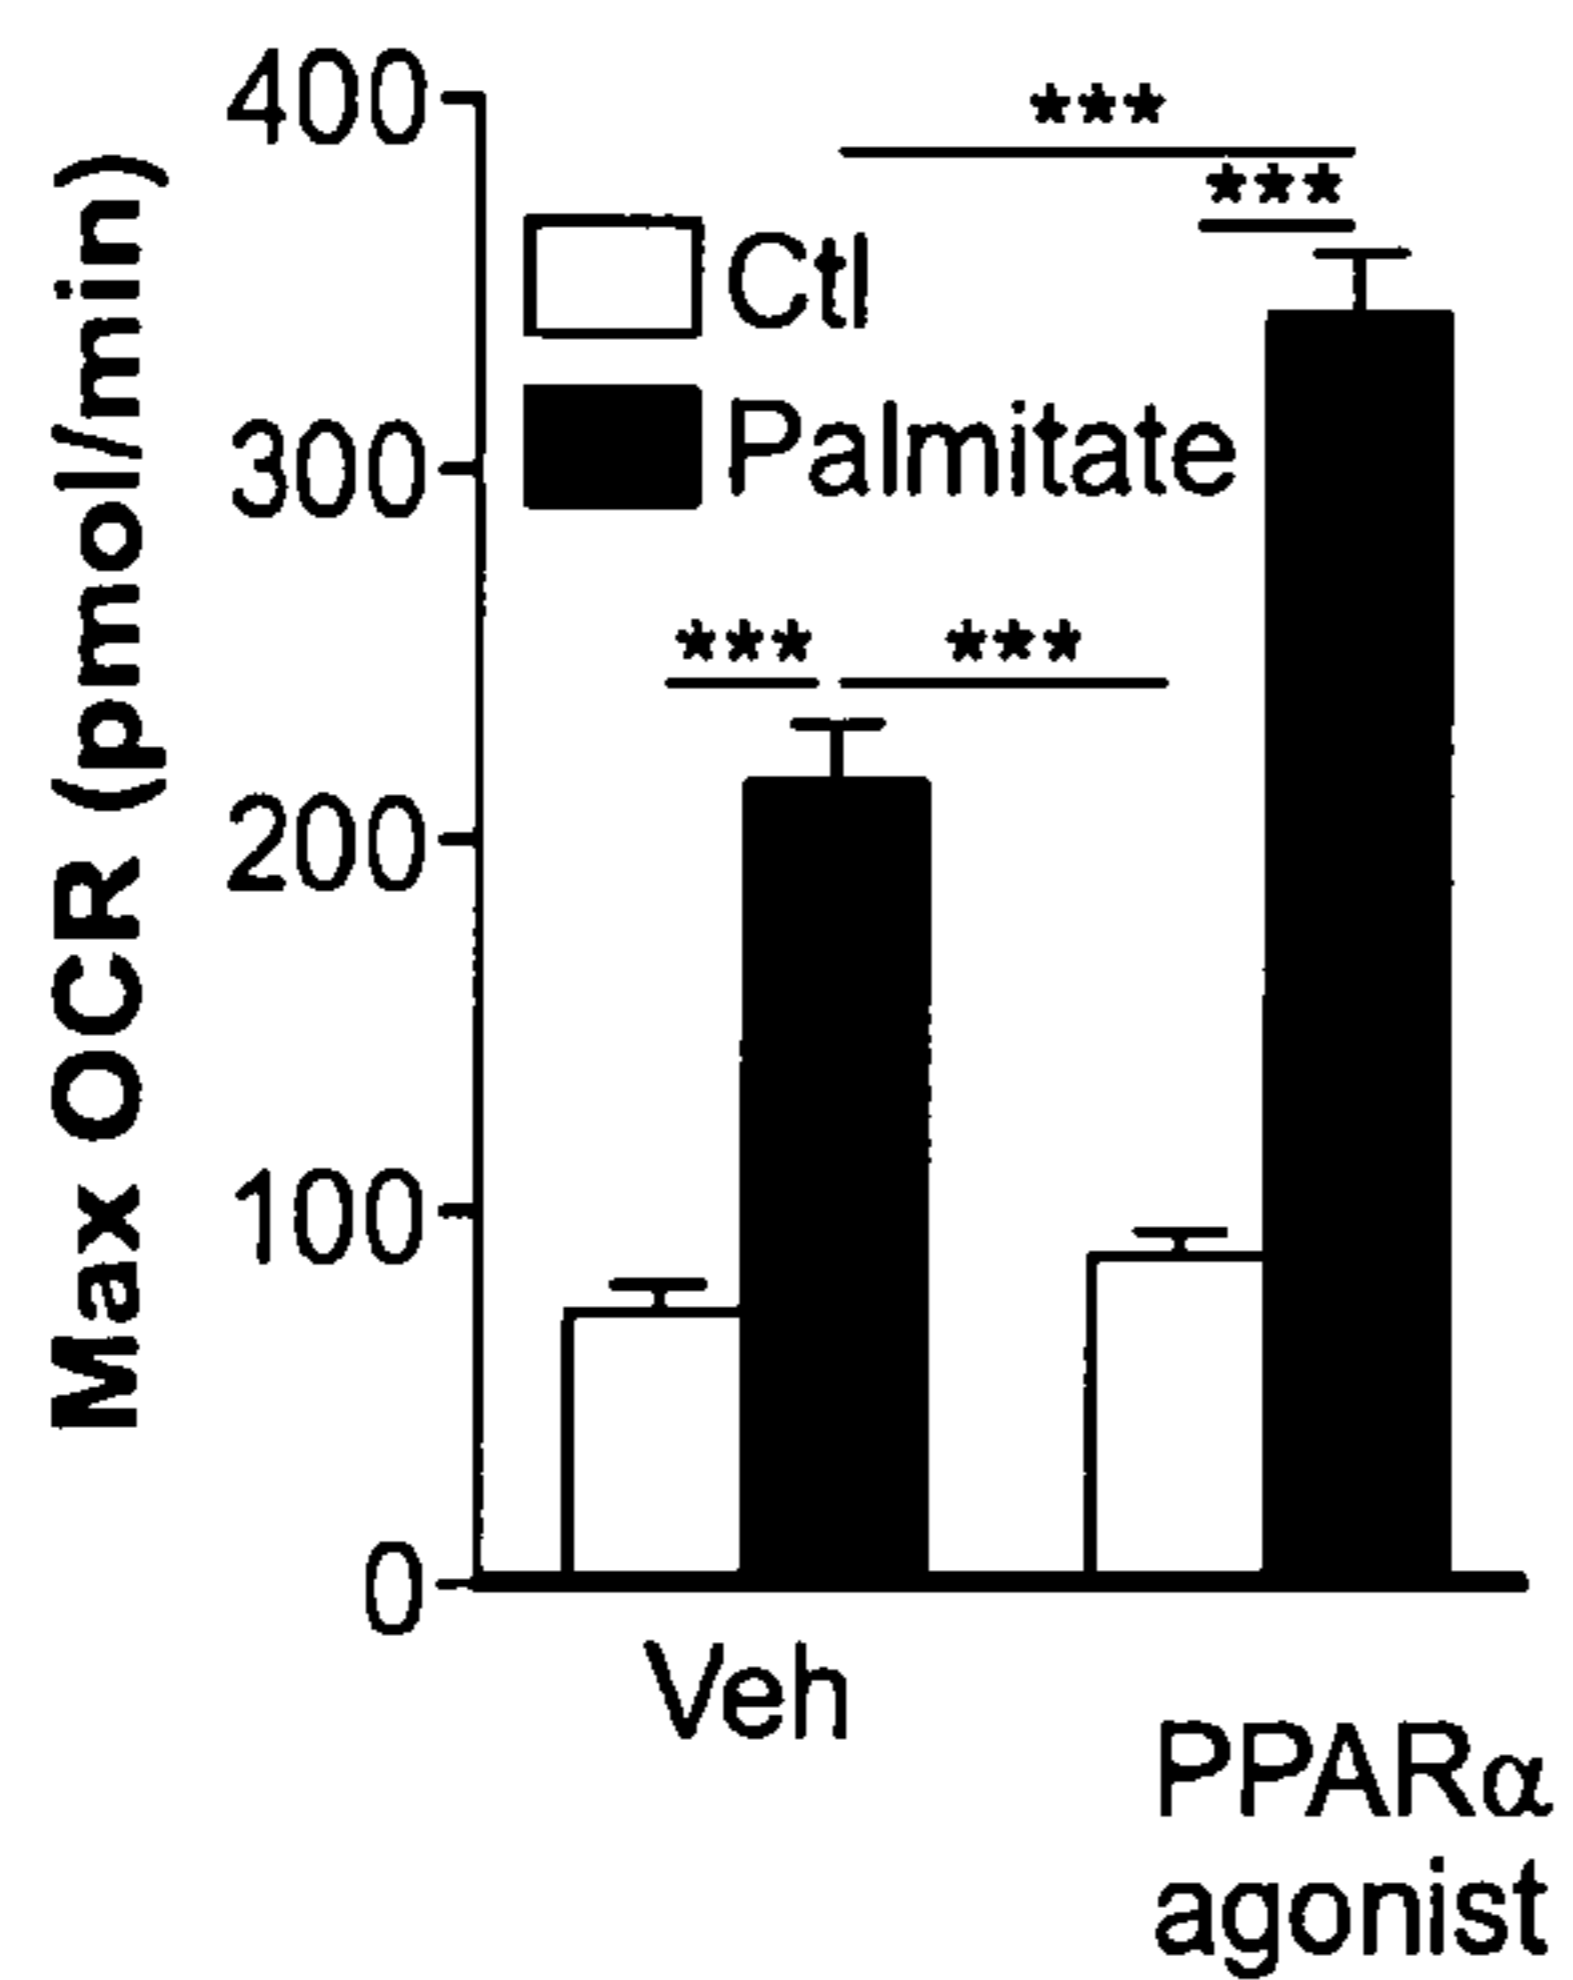 Max OCR (pmol/min)
400
300
200
100
0
***
***
Ctl
Palmitate
*** ***
Veh
PPARα
agonist